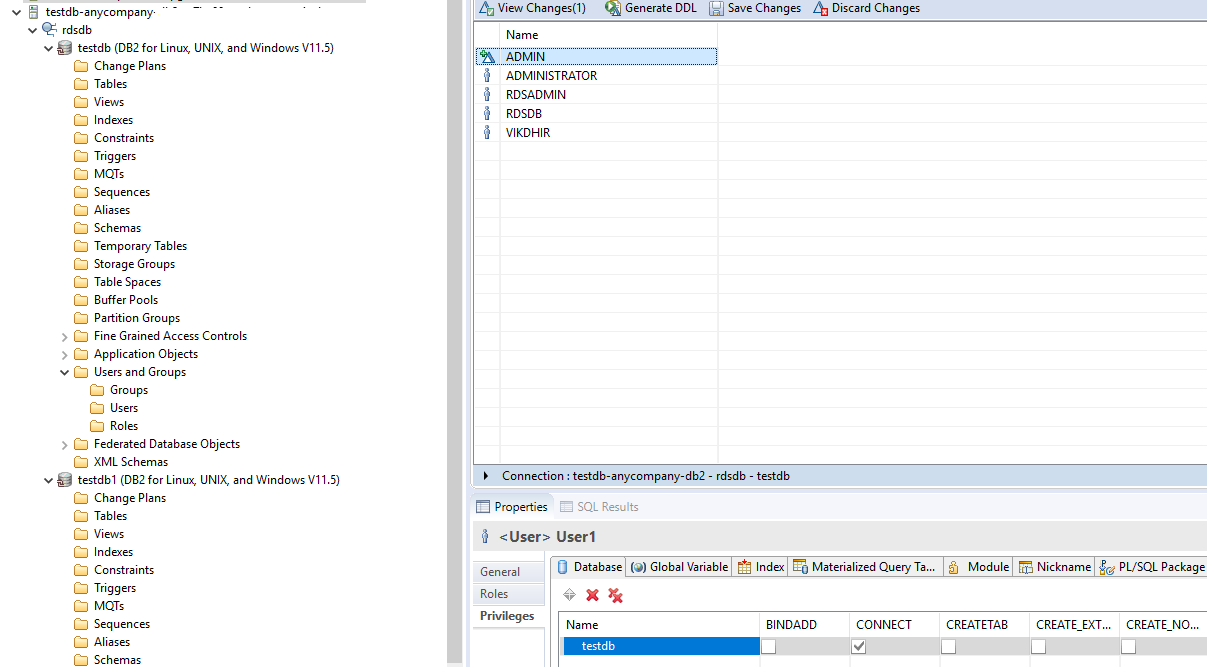 testdb-anycompany-
rdsdb
testdb (DB2 for Linux, UNIX, and Windows V11.5)
Change Plans
Tables
Views
Indexes
Constraints
Triggers
MQTs
Sequences
Aliases
Schemas
Temporary Tables
Storage Groups
Table Spaces
Buffer Pools
Partition Groups
Fine Grained Access Controls
Application Objects
Users and Groups
Groups
Users
Roles
Federated Database Objects
XML Schemas
testdb1 (DB2 for Linux, UNIX, and Windows V11.5)
Change Plans
Tables
Views
Indexes
Constraints
Triggers
MQTs
Sequences
Aliases
Schemas
View Changes(1) Generate DDL Save Changes Discard Changes
Name
ADMIN
ADMINISTRATOR
RDSADMIN
RDSDB
VIKDHIR
Connection : testdb-anycompany-db2 - rdsdb - testdb
Properties SQL Results
<User> User1
General
Roles
Privileges
Database Global Variable Index Materialized Query Ta... Module Nickname PL/SQL Package
Name BINDADD CONNECT CREATETAB CREATE_EXT... CREATE_NO...
testdb